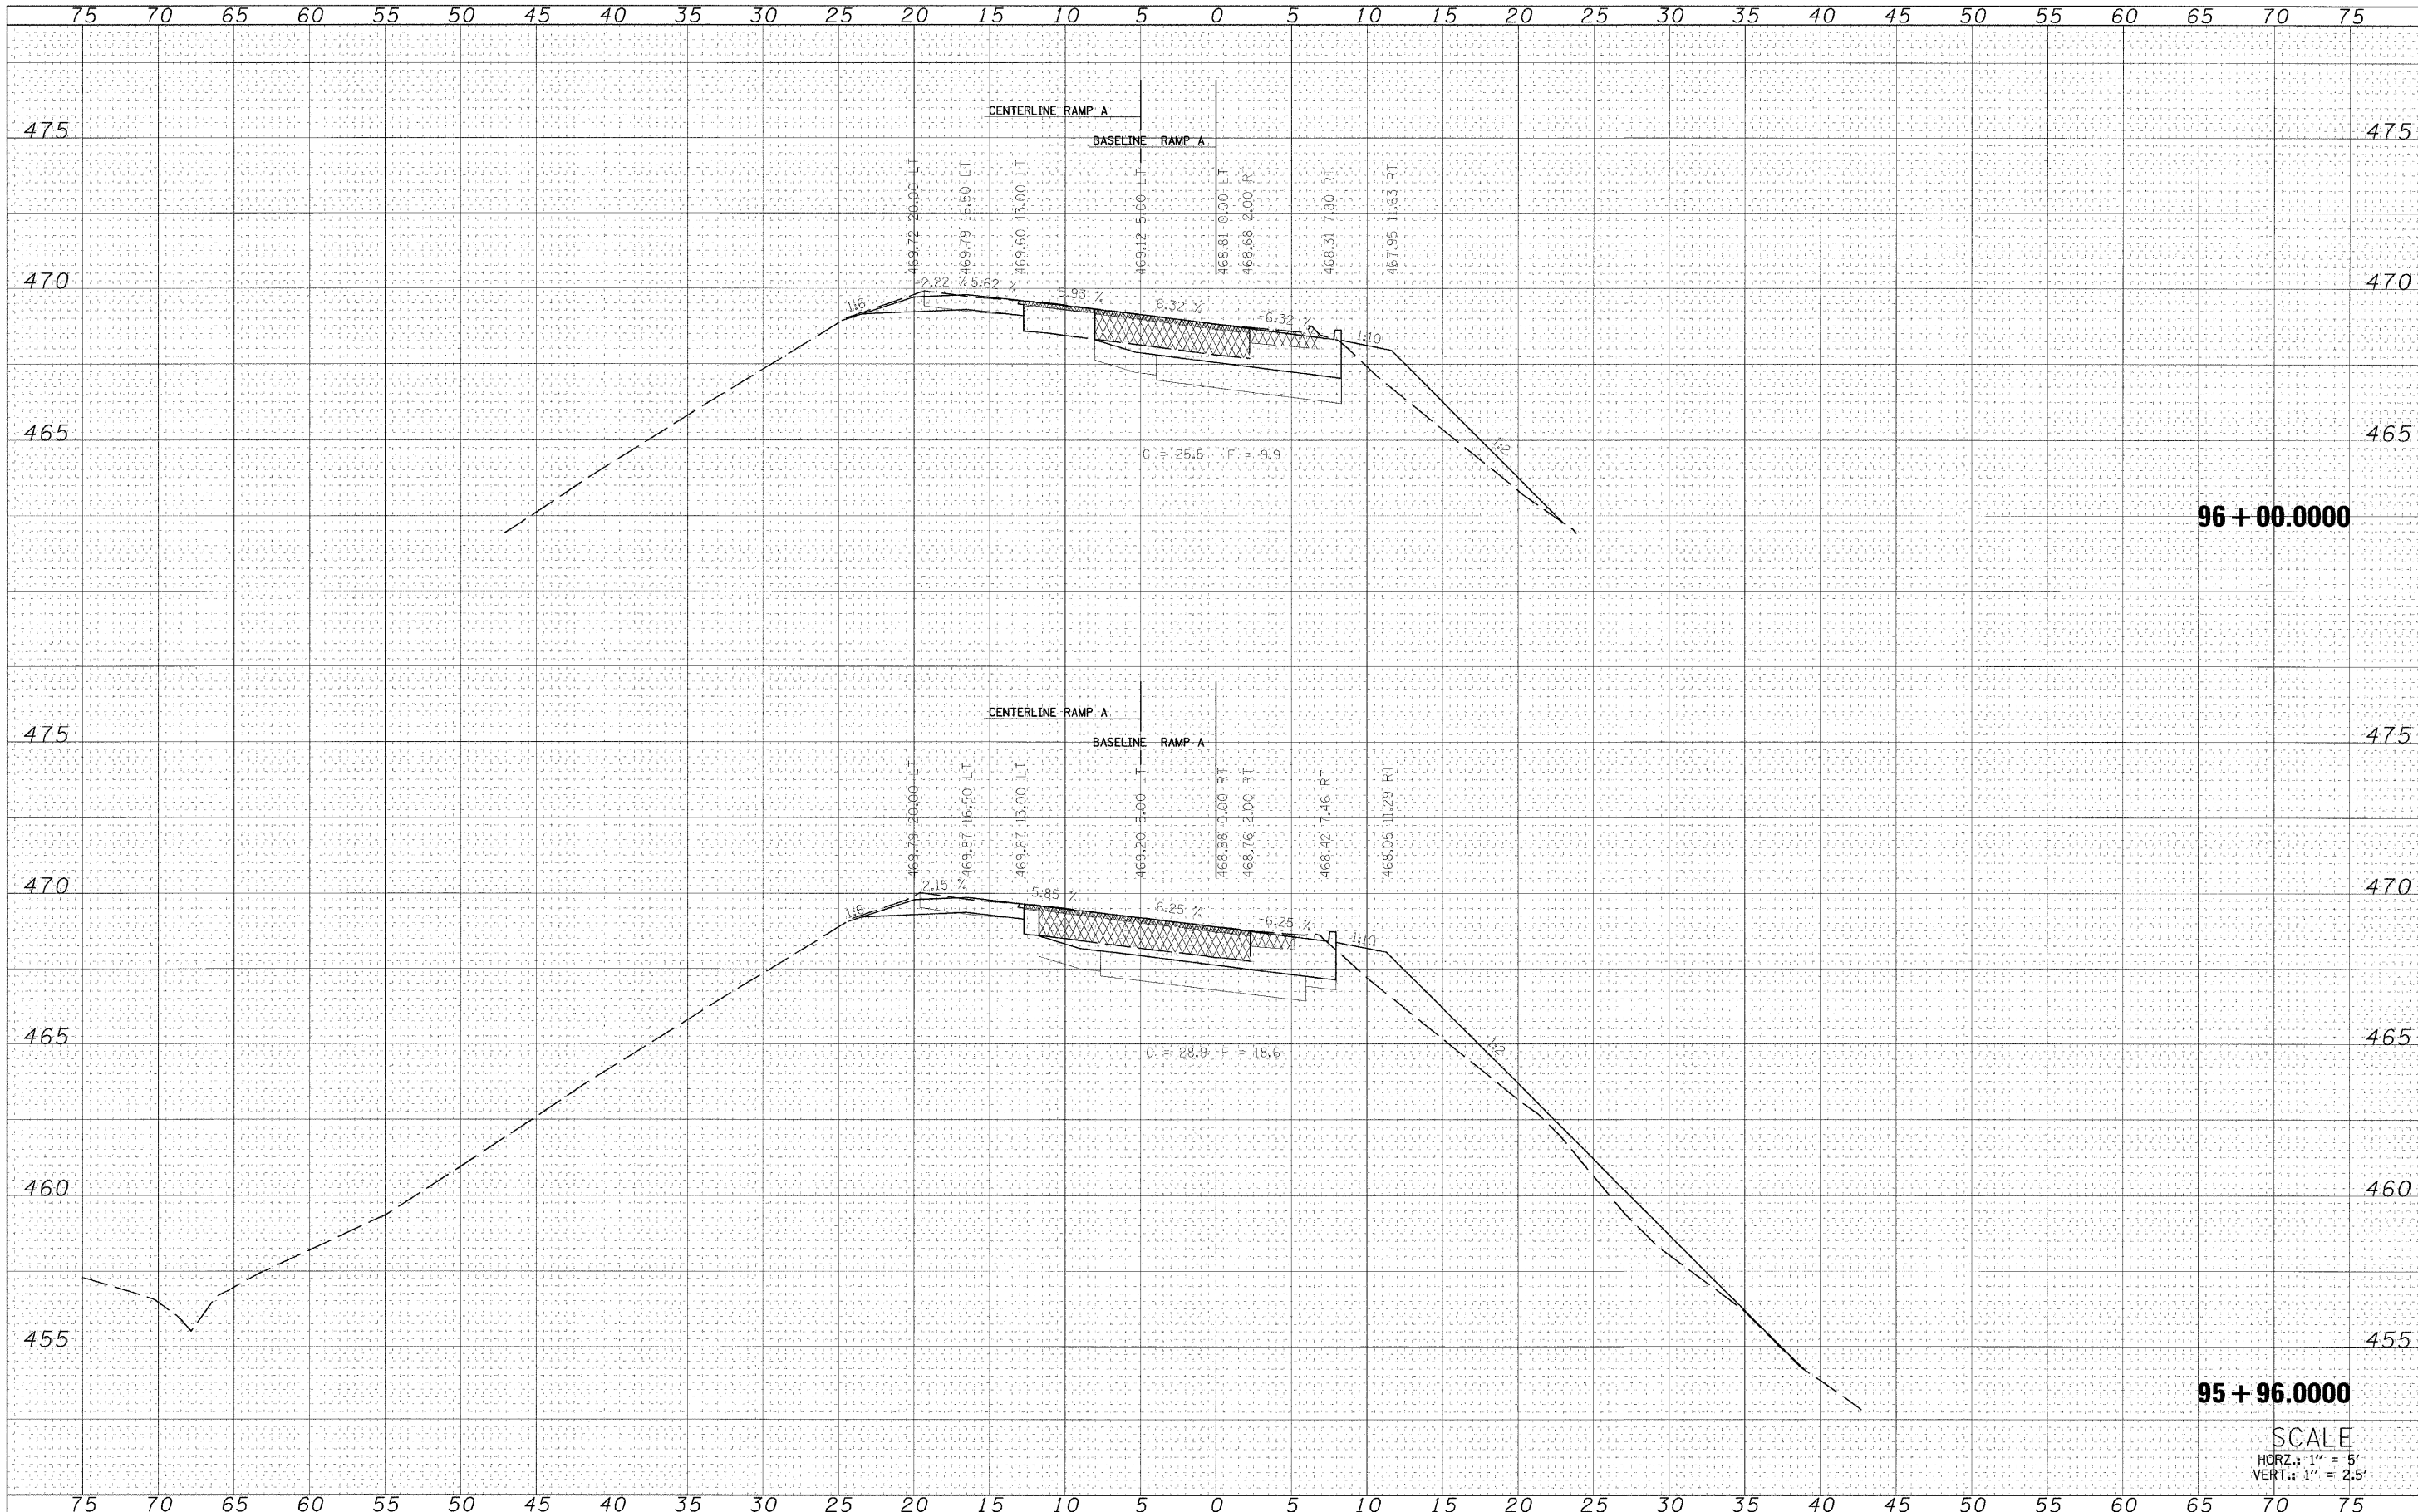 75 70 65 60 55 50 45 40 35 30 25 20 15 10 5 0 5 10 15 20 25 30 35 40 45 50 55 60 65 70 75
CENTERLINE RAMP A
475 475
BASELINE RAMP A
469.72 20.00 LT
469.79 16.50 LT
469.60 13.00 LT
469.12 5.00 LT
468.81 0.00 LT
468.68 2.00 RT
468.31 7.80 RT
467.95 11.63 RT
470 470
1:6
-2.22 %
5.62 %
5.93 %
6.32 %
-6.32 %
1:10
465 465
1:2
C = 25.8 F = 9.9
96+00.0000
CENTERLINE RAMP A
475 475
BASELINE RAMP A
469.79 20.00 LT
469.87 16.50 LT
469.67 13.00 LT
469.20 5.00 LT
468.88 0.00 RT
468.76 2.00 RT
468.42 7.46 RT
468.05 11.29 RT
470 470
1:6
-2.15 %
5.85 %
6.25 %
-6.25 %
1:10
465 465
1:2
C = 28.9 F = 18.6
460 460
455 455
95+96.0000
SCALE
HORZ.: 1" = 5'
VERT.: 1" = 2.5'
75 70 65 60 55 50 45 40 35 30 25 20 15 10 5 0 5 10 15 20 25 30 35 40 45 50 55 60 65 70 75